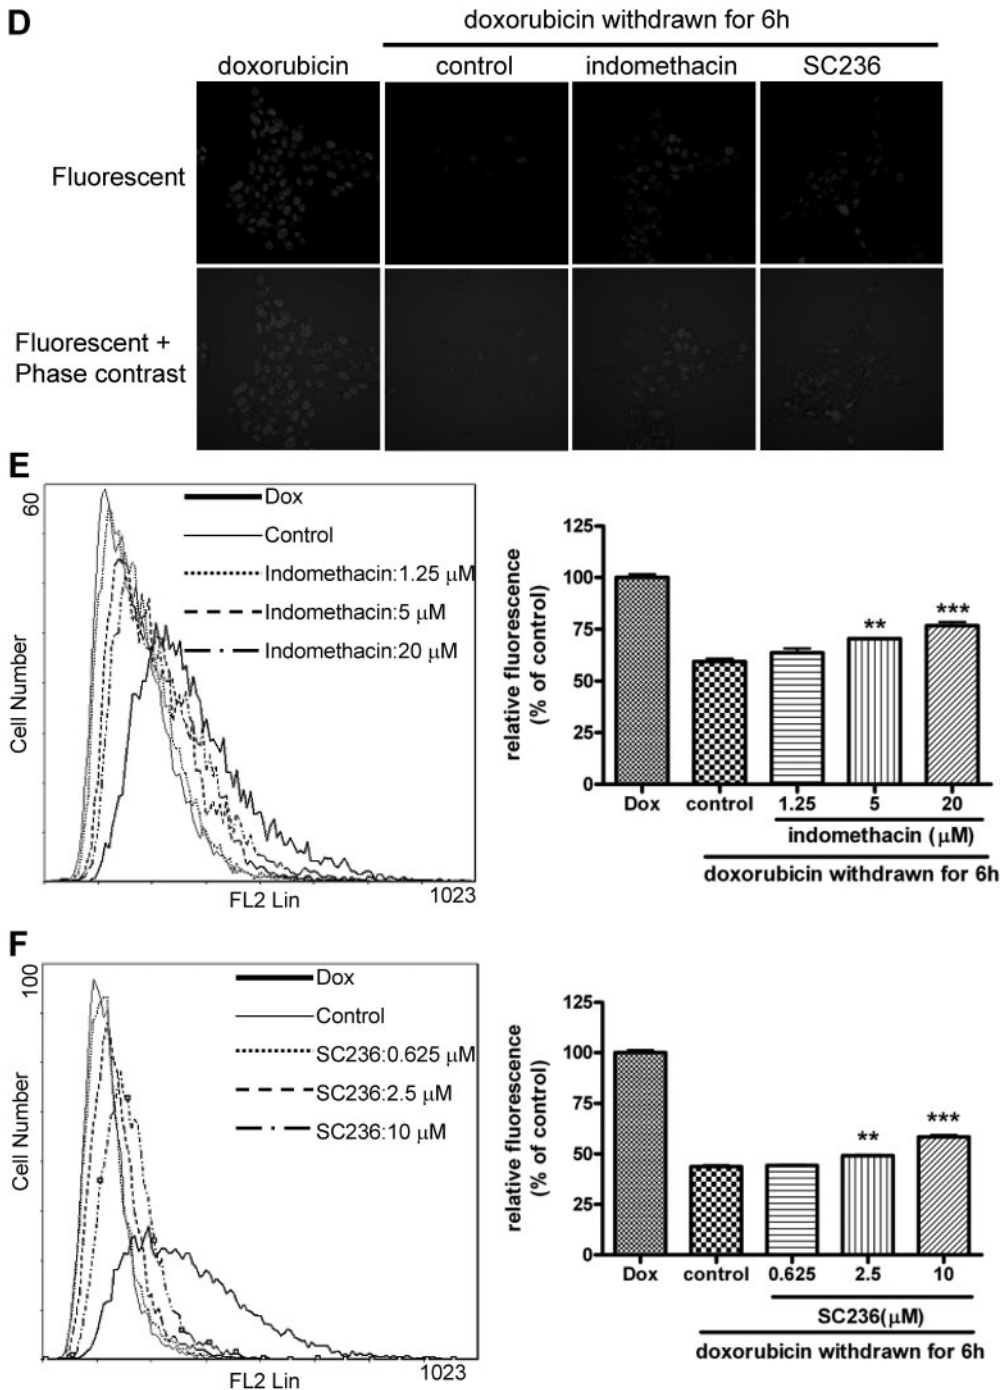 D
doxorubicin withdrawn for 6h
doxorubicin control indomethacin SC236
Fluorescent
Fluorescent +
Phase contrast
E
60
Cell Number
Dox
Control
Indomethacin:1.25 µM
Indomethacin:5 µM
Indomethacin:20 µM
FL2 Lin
1023
relative fluorescence
(% of control)
125
100
75
50
25
0
** ***
Dox control 1.25 5 20
indomethacin (µM)
doxorubicin withdrawn for 6h
F
100
Cell Number
Dox
Control
SC236:0.625 µM
SC236:2.5 µM
SC236:10 µM
FL2 Lin
1023
relative fluorescence
(% of control)
125
100
75
50
25
0
** ***
Dox control 0.625 2.5 10
SC236(µM)
doxorubicin withdrawn for 6h